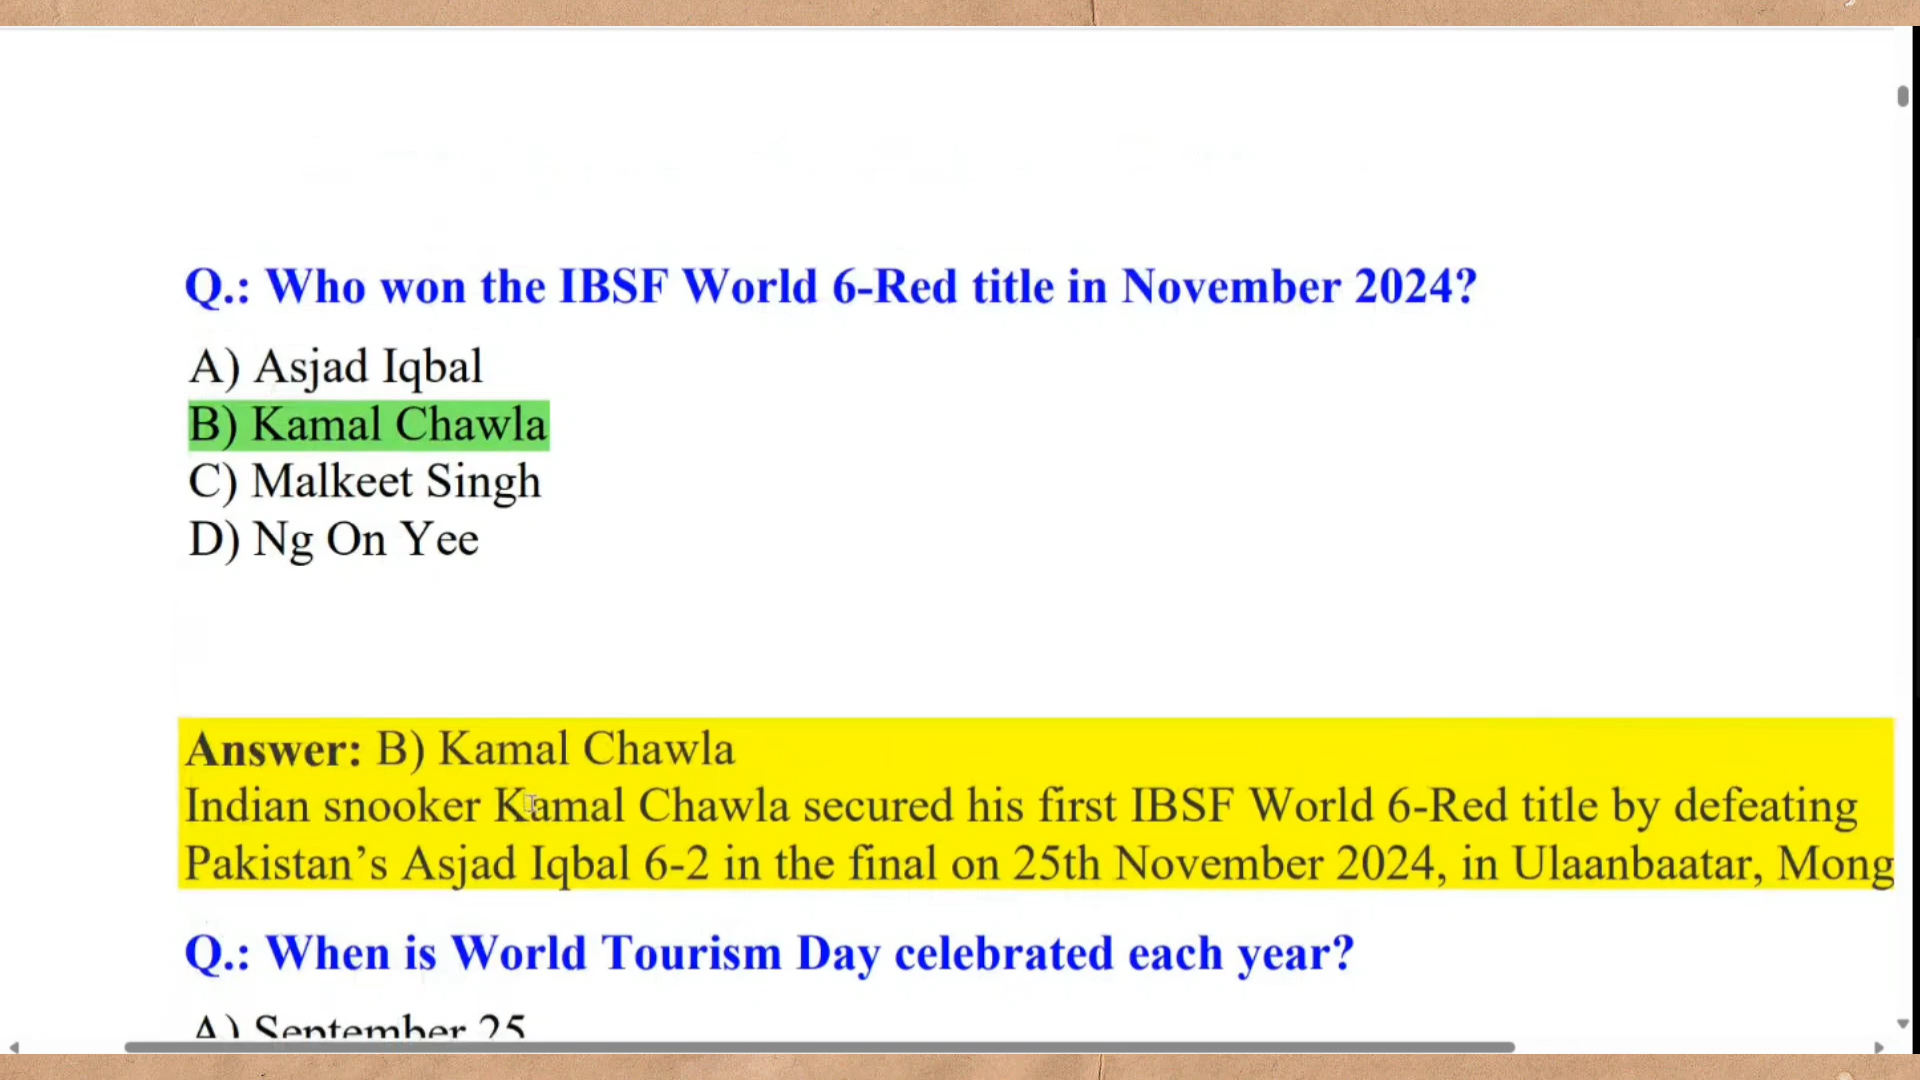 Q.: Who won the IBSF World 6-Red title in November 2024?
A) Asjad Iqbal
B) Kamal Chawla
C) Malkeet Singh
D) Ng On Yee
Answer: B) Kamal Chawla
Indian snooker Kamal Chawla secured his first IBSF World 6-Red title by defeating
Pakistan’s Asjad Iqbal 6-2 in the final on 25th November 2024, in Ulaanbaatar, Mong
Q.: When is World Tourism Day celebrated each year?
A) September 25